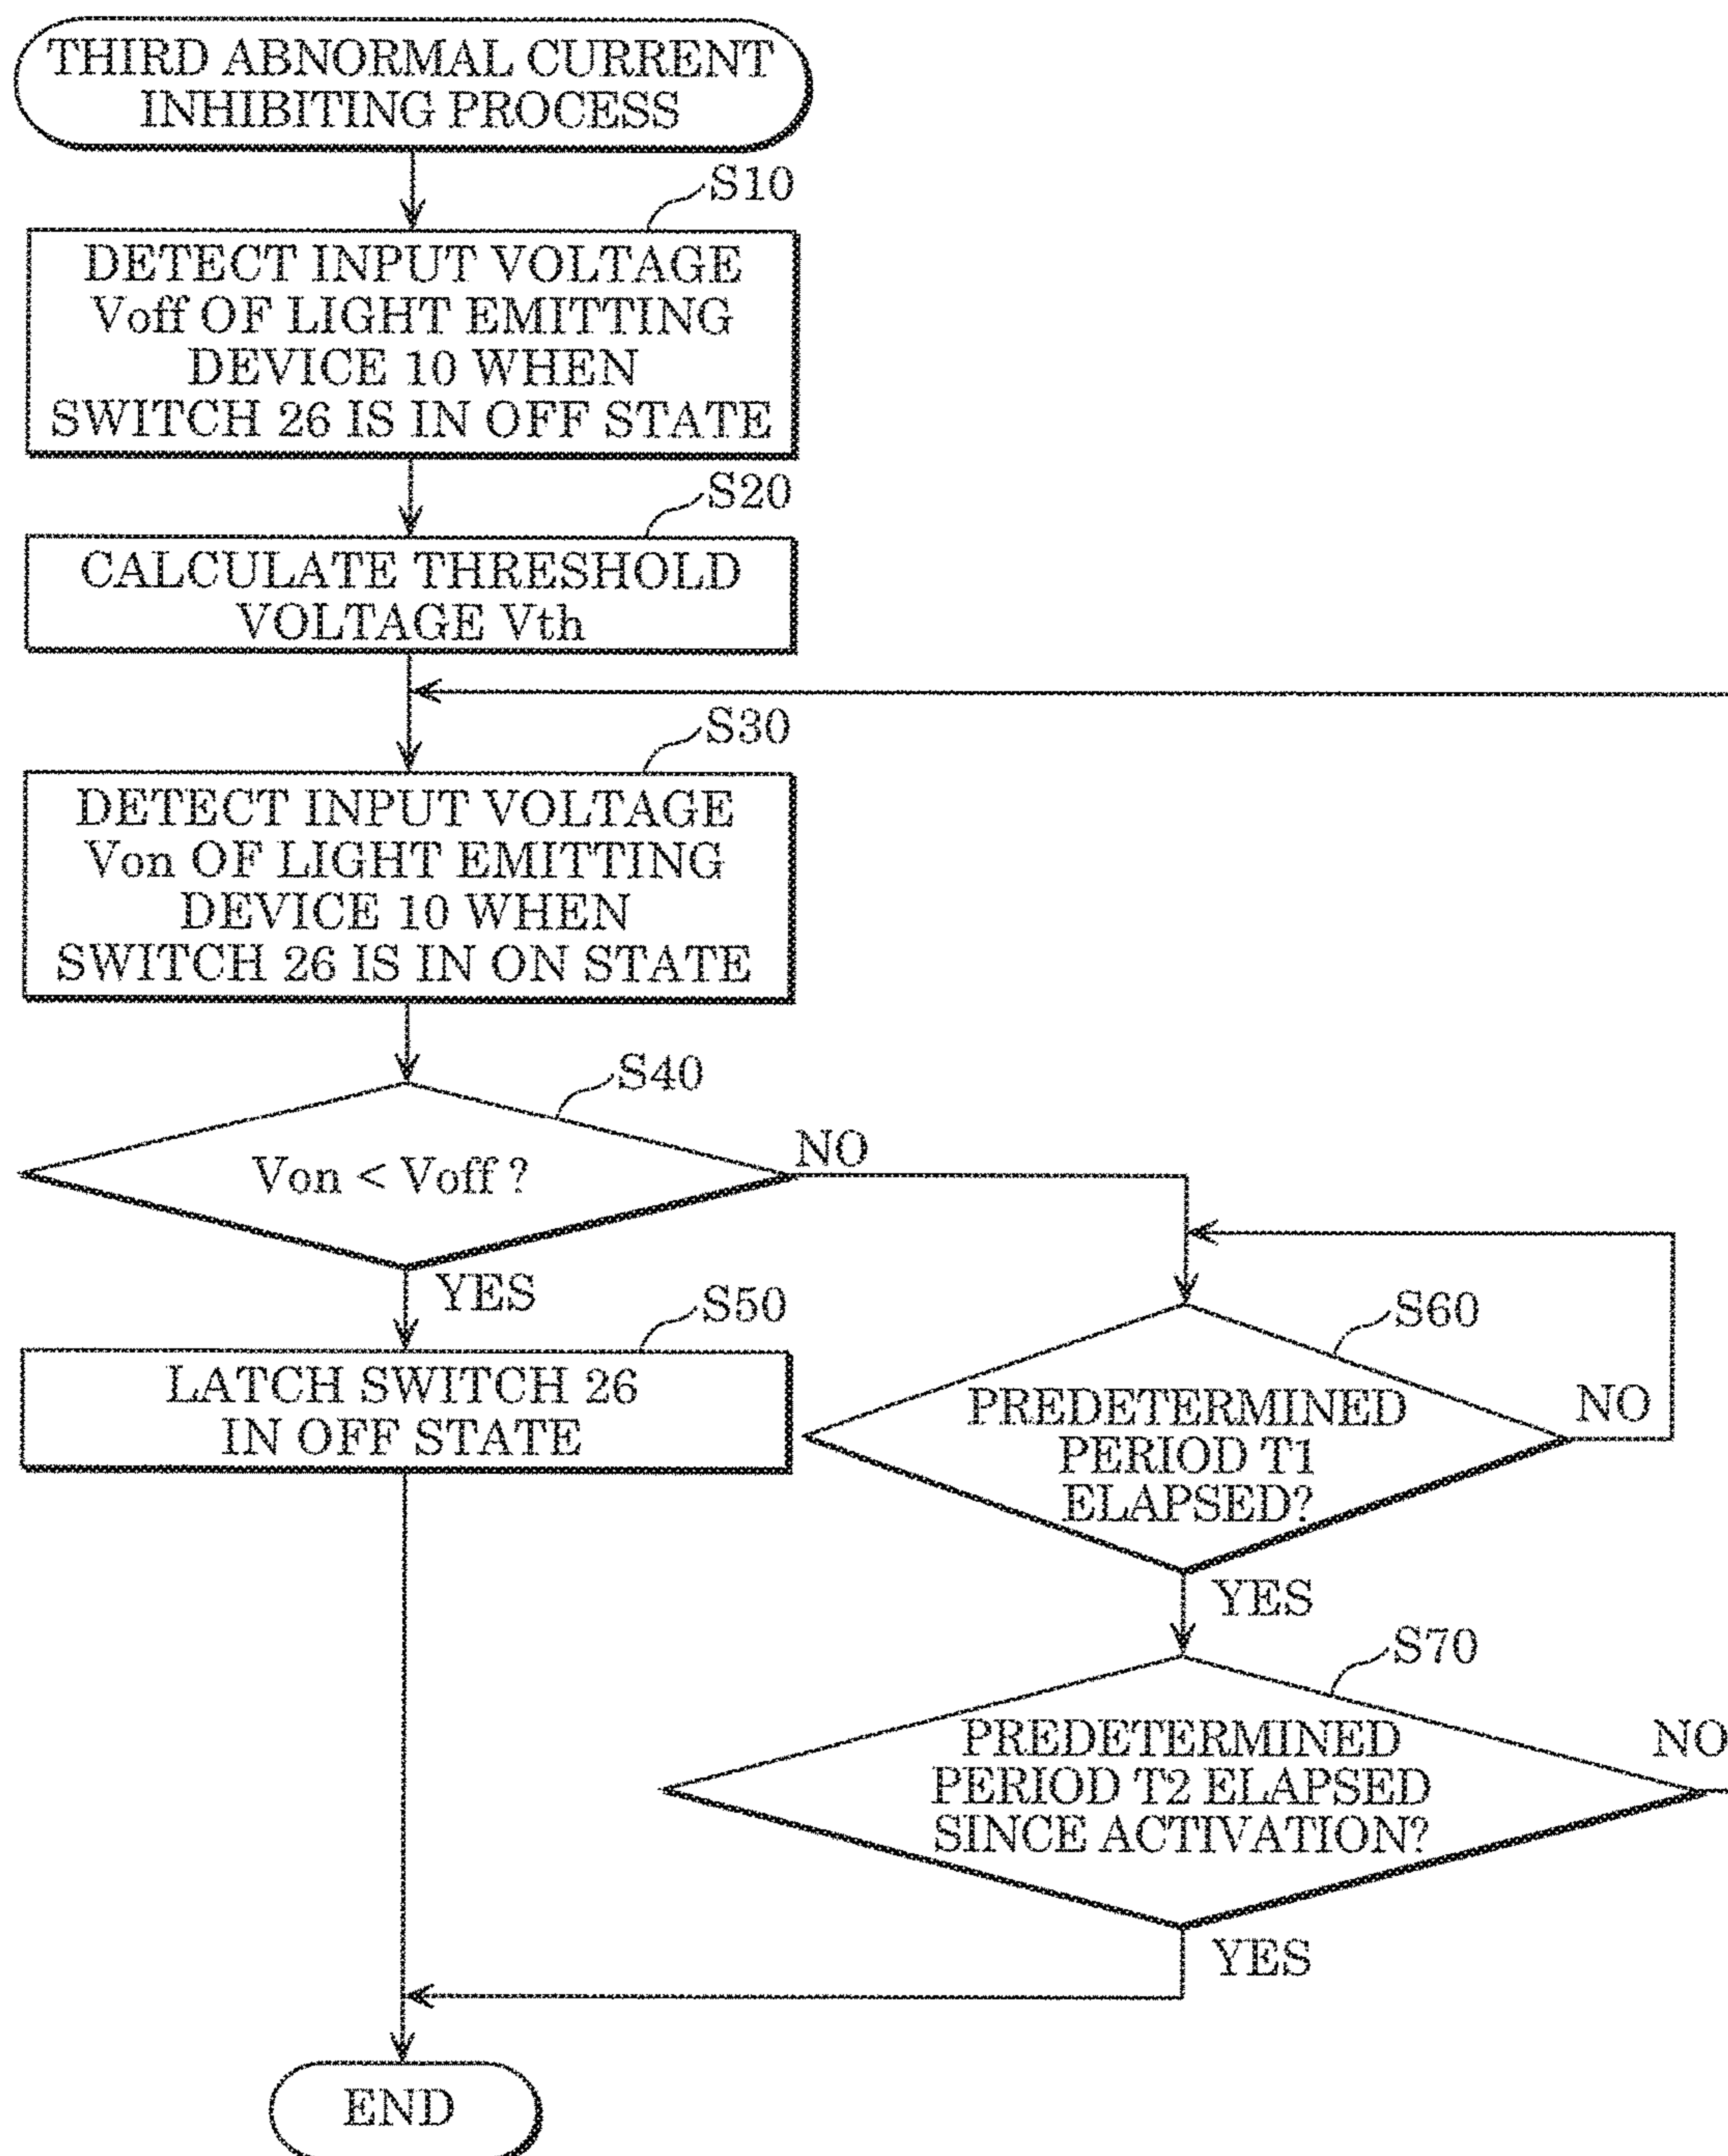 THIRD ABNORMAL CURRENT
INHIBITING PROCESS
S10
DETECT INPUT VOLTAGE
Voff OF LIGHT EMITTING
DEVICE 10 WHEN
SWITCH 26 IS IN OFF STATE
S20
CALCULATE THRESHOLD
VOLTAGE Vth
S30
DETECT INPUT VOLTAGE
Von OF LIGHT EMITTING
DEVICE 10 WHEN
SWITCH 26 IS IN ON STATE
S40
Von < Voff ?
NO
YES
S50
LATCH SWITCH 26
IN OFF STATE
S60
PREDETERMINED
PERIOD T1
ELAPSED?
NO
YES
S70
PREDETERMINED
PERIOD T2 ELAPSED
SINCE ACTIVATION?
NO
YES
END